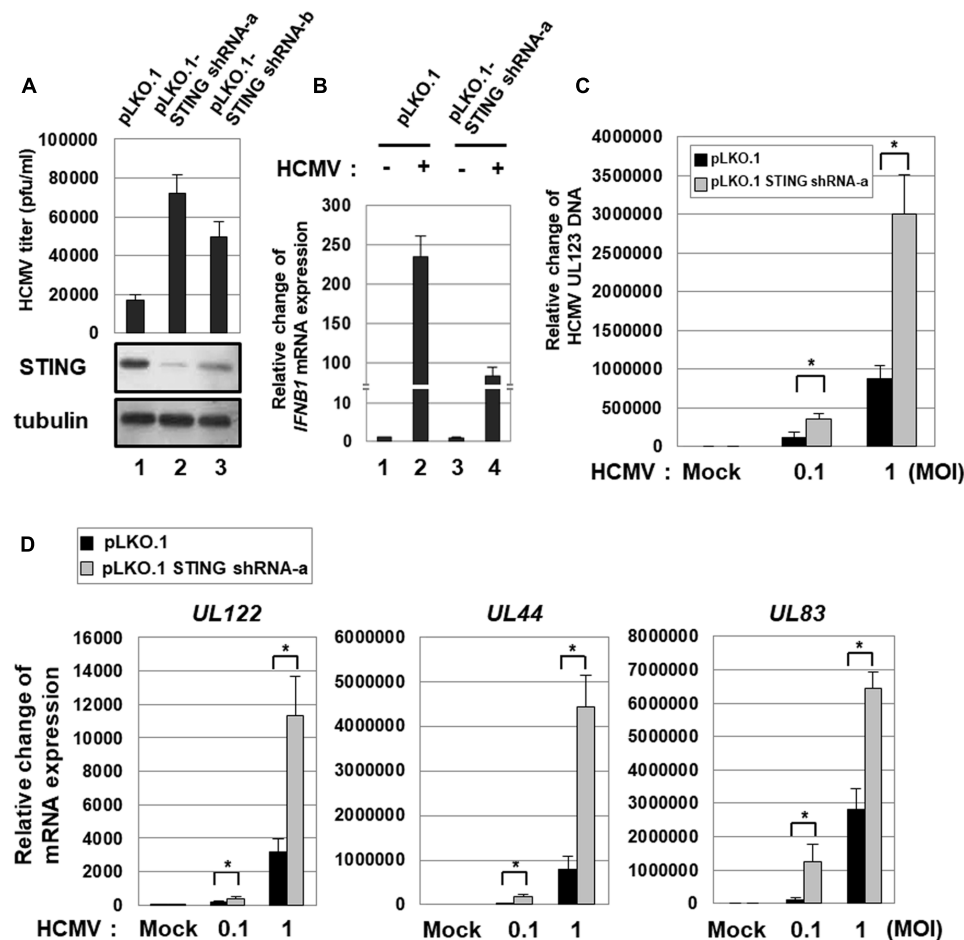 A
pLKO.1
pLKO.1-
STING shRNA-a
pLKO.1-
STING shRNA-b
HCMV titer (pfu/ml)
100000
80000
60000
40000
20000
0
STING
tubulin
1 2 3
B
pLKO.1
pLKO.1-
STING shRNA-a
HCMV : - + - +
Relative change of
IFNB1 mRNA expression
300
250
200
150
100
10
0
1 2 3 4
C
pLKO.1
pLKO.1 STING shRNA-a
Relative change of
HCMV UL123 DNA
4000000
3500000
3000000
2500000
2000000
1500000
1000000
500000
0
*
*
HCMV : Mock 0.1 1 (MOI)
D
pLKO.1
pLKO.1 STING shRNA-a
Relative change of
mRNA expression
UL122
16000
14000
12000
10000
8000
6000
4000
2000
0
*
*
HCMV : Mock 0.1 1
UL44
6000000
5000000
4000000
3000000
2000000
1000000
0
*
*
Mock 0.1 1
UL83
8000000
7000000
6000000
5000000
4000000
3000000
2000000
1000000
0
*
*
Mock 0.1 1 (MOI)